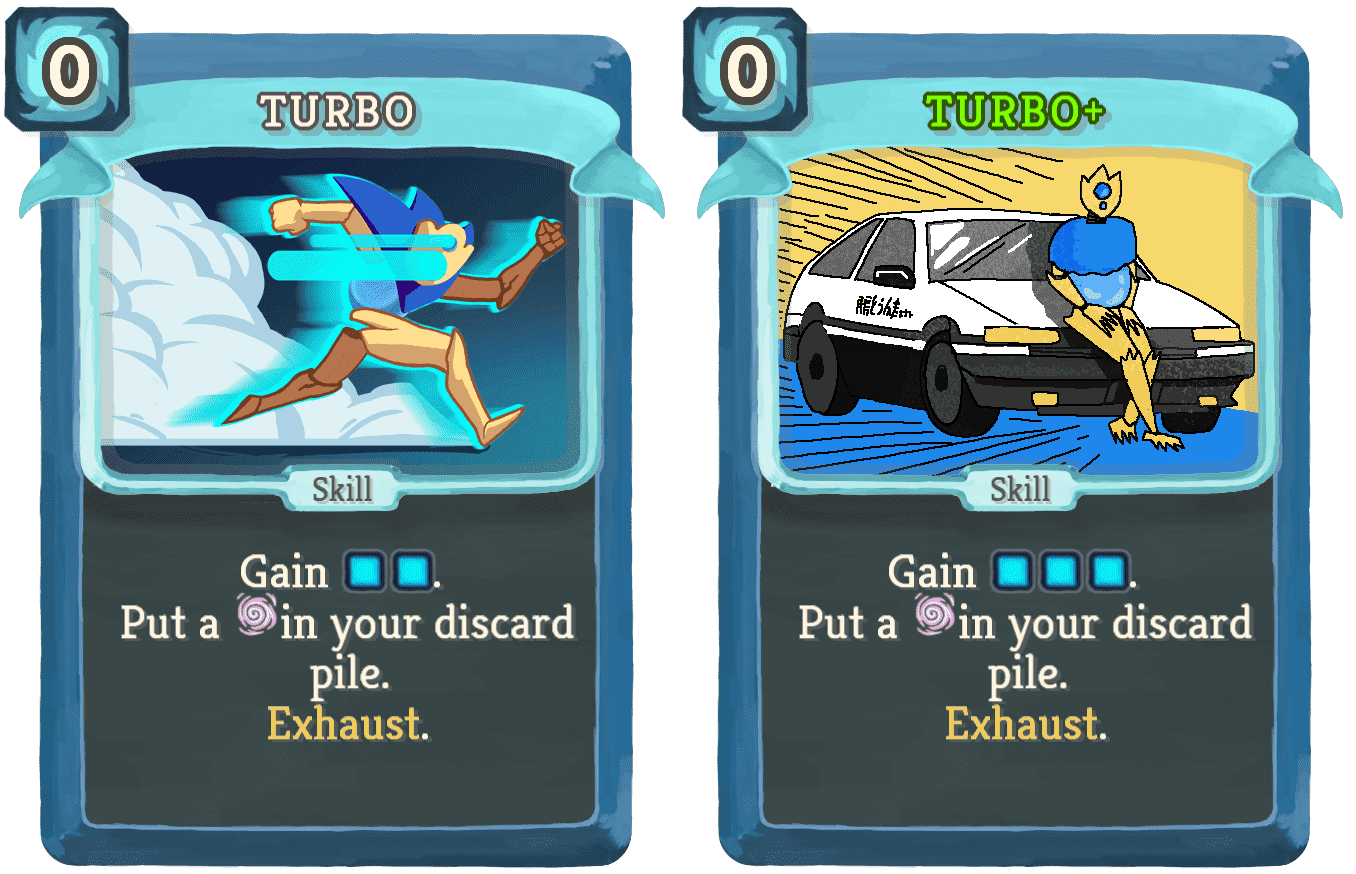 0
TURBO
Skill
Gain.
Put a in your discard
pile.
Exhaust.
0
TURBO+
Skill
Gain.
Put a in your discard
pile.
Exhaust.